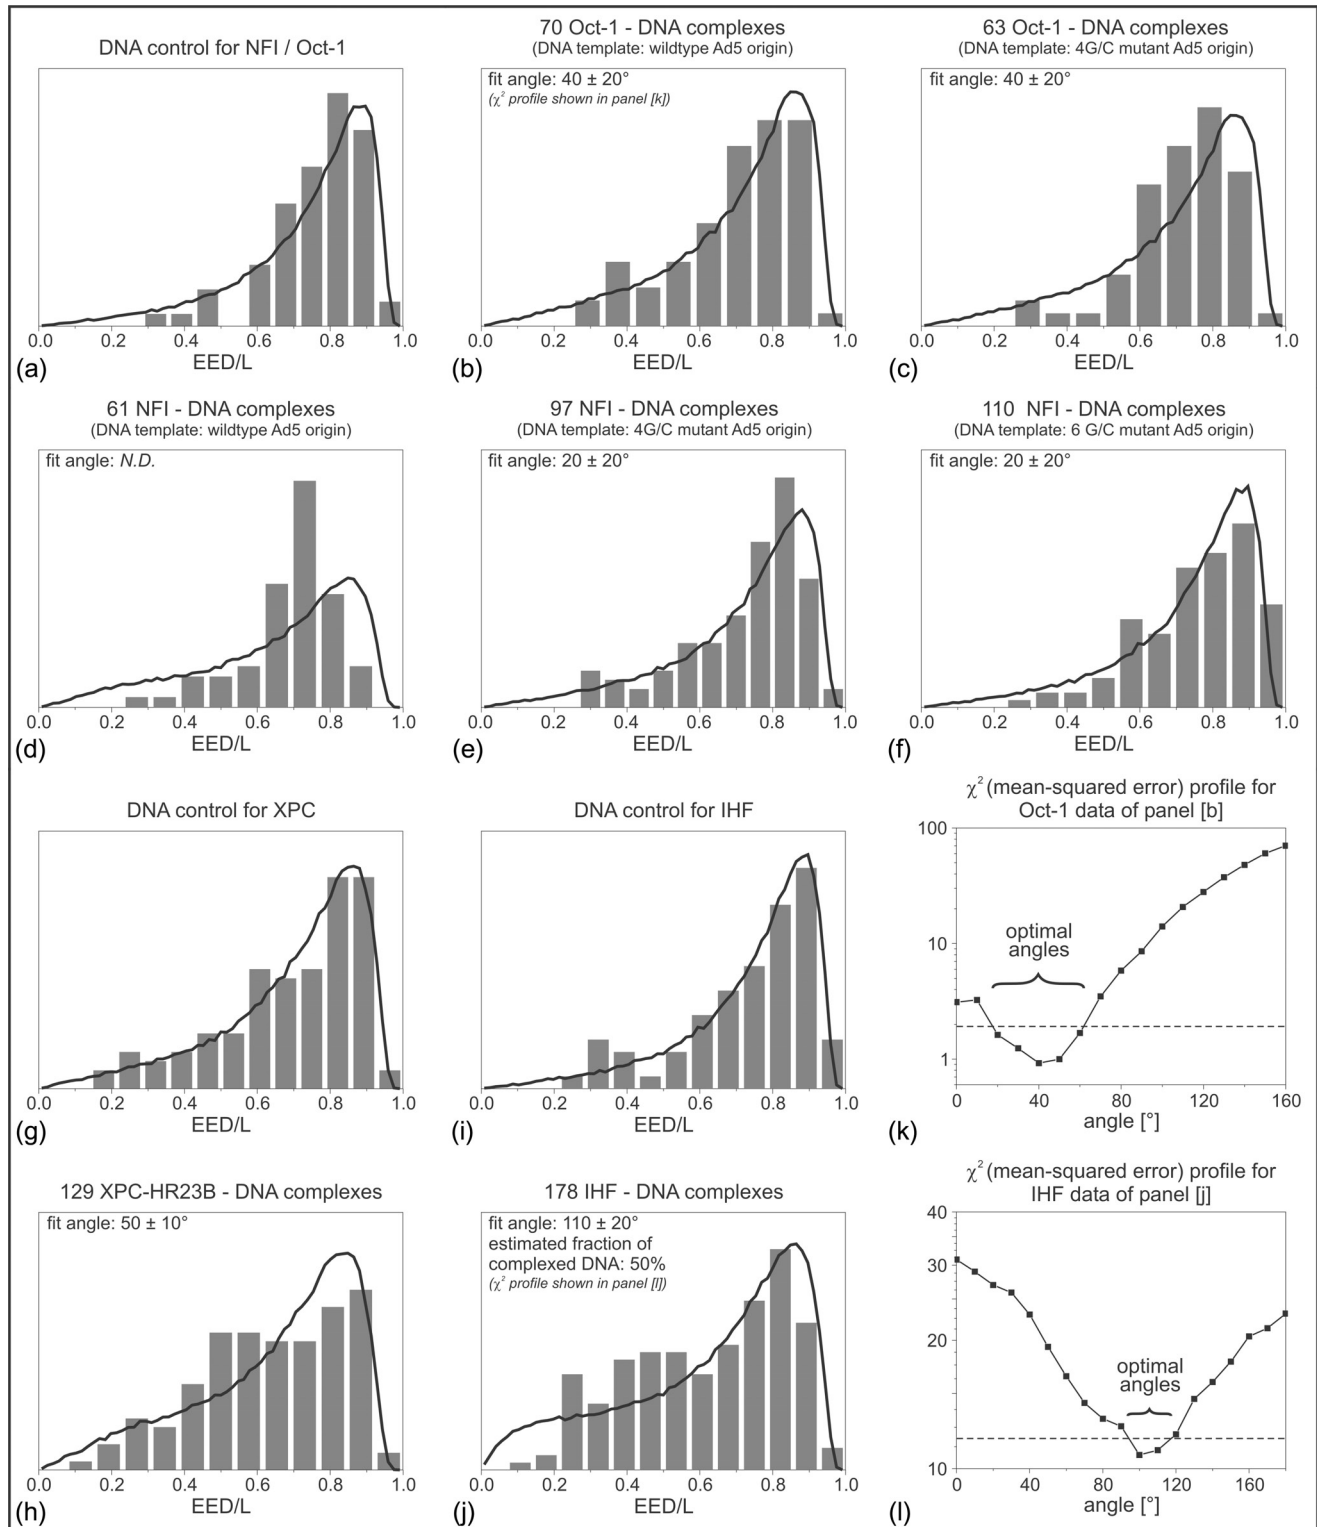 DNA control for NFI / Oct-1
0.0 0.2 0.4 0.6 0.8 1.0
EED/L
(a)
70 Oct-1 - DNA complexes
(DNA template: wildtype Ad5 origin)
fit angle: 40 ± 20°
(χ² profile shown in panel [k])
0.0 0.2 0.4 0.6 0.8 1.0
EED/L
(b)
63 Oct-1 - DNA complexes
(DNA template: 4G/C mutant Ad5 origin)
fit angle: 40 ± 20°
0.0 0.2 0.4 0.6 0.8 1.0
EED/L
(c)
61 NFI - DNA complexes
(DNA template: wildtype Ad5 origin)
fit angle: N.D.
0.0 0.2 0.4 0.6 0.8 1.0
EED/L
(d)
97 NFI - DNA complexes
(DNA template: 4G/C mutant Ad5 origin)
fit angle: 20 ± 20°
0.0 0.2 0.4 0.6 0.8 1.0
EED/L
(e)
110 NFI - DNA complexes
(DNA template: 6 G/C mutant Ad5 origin)
fit angle: 20 ± 20°
0.0 0.2 0.4 0.6 0.8 1.0
EED/L
(f)
DNA control for XPC
0.0 0.2 0.4 0.6 0.8 1.0
EED/L
(g)
DNA control for IHF
0.0 0.2 0.4 0.6 0.8 1.0
EED/L
(i)
χ² (mean-squared error) profile for
Oct-1 data of panel [b]
100
10
1
optimal
angles
0 40 80 120 160
angle [°]
(k)
129 XPC-HR23B - DNA complexes
fit angle: 50 ± 10°
0.0 0.2 0.4 0.6 0.8 1.0
EED/L
(h)
178 IHF - DNA complexes
fit angle: 110 ± 20°
estimated fraction of
complexed DNA: 50%
(χ² profile shown in panel [l])
0.0 0.2 0.4 0.6 0.8 1.0
EED/L
(j)
χ² (mean-squared error) profile for
IHF data of panel [j]
40
30
20
10
optimal
angles
0 40 80 120 160
angle [°]
(l)